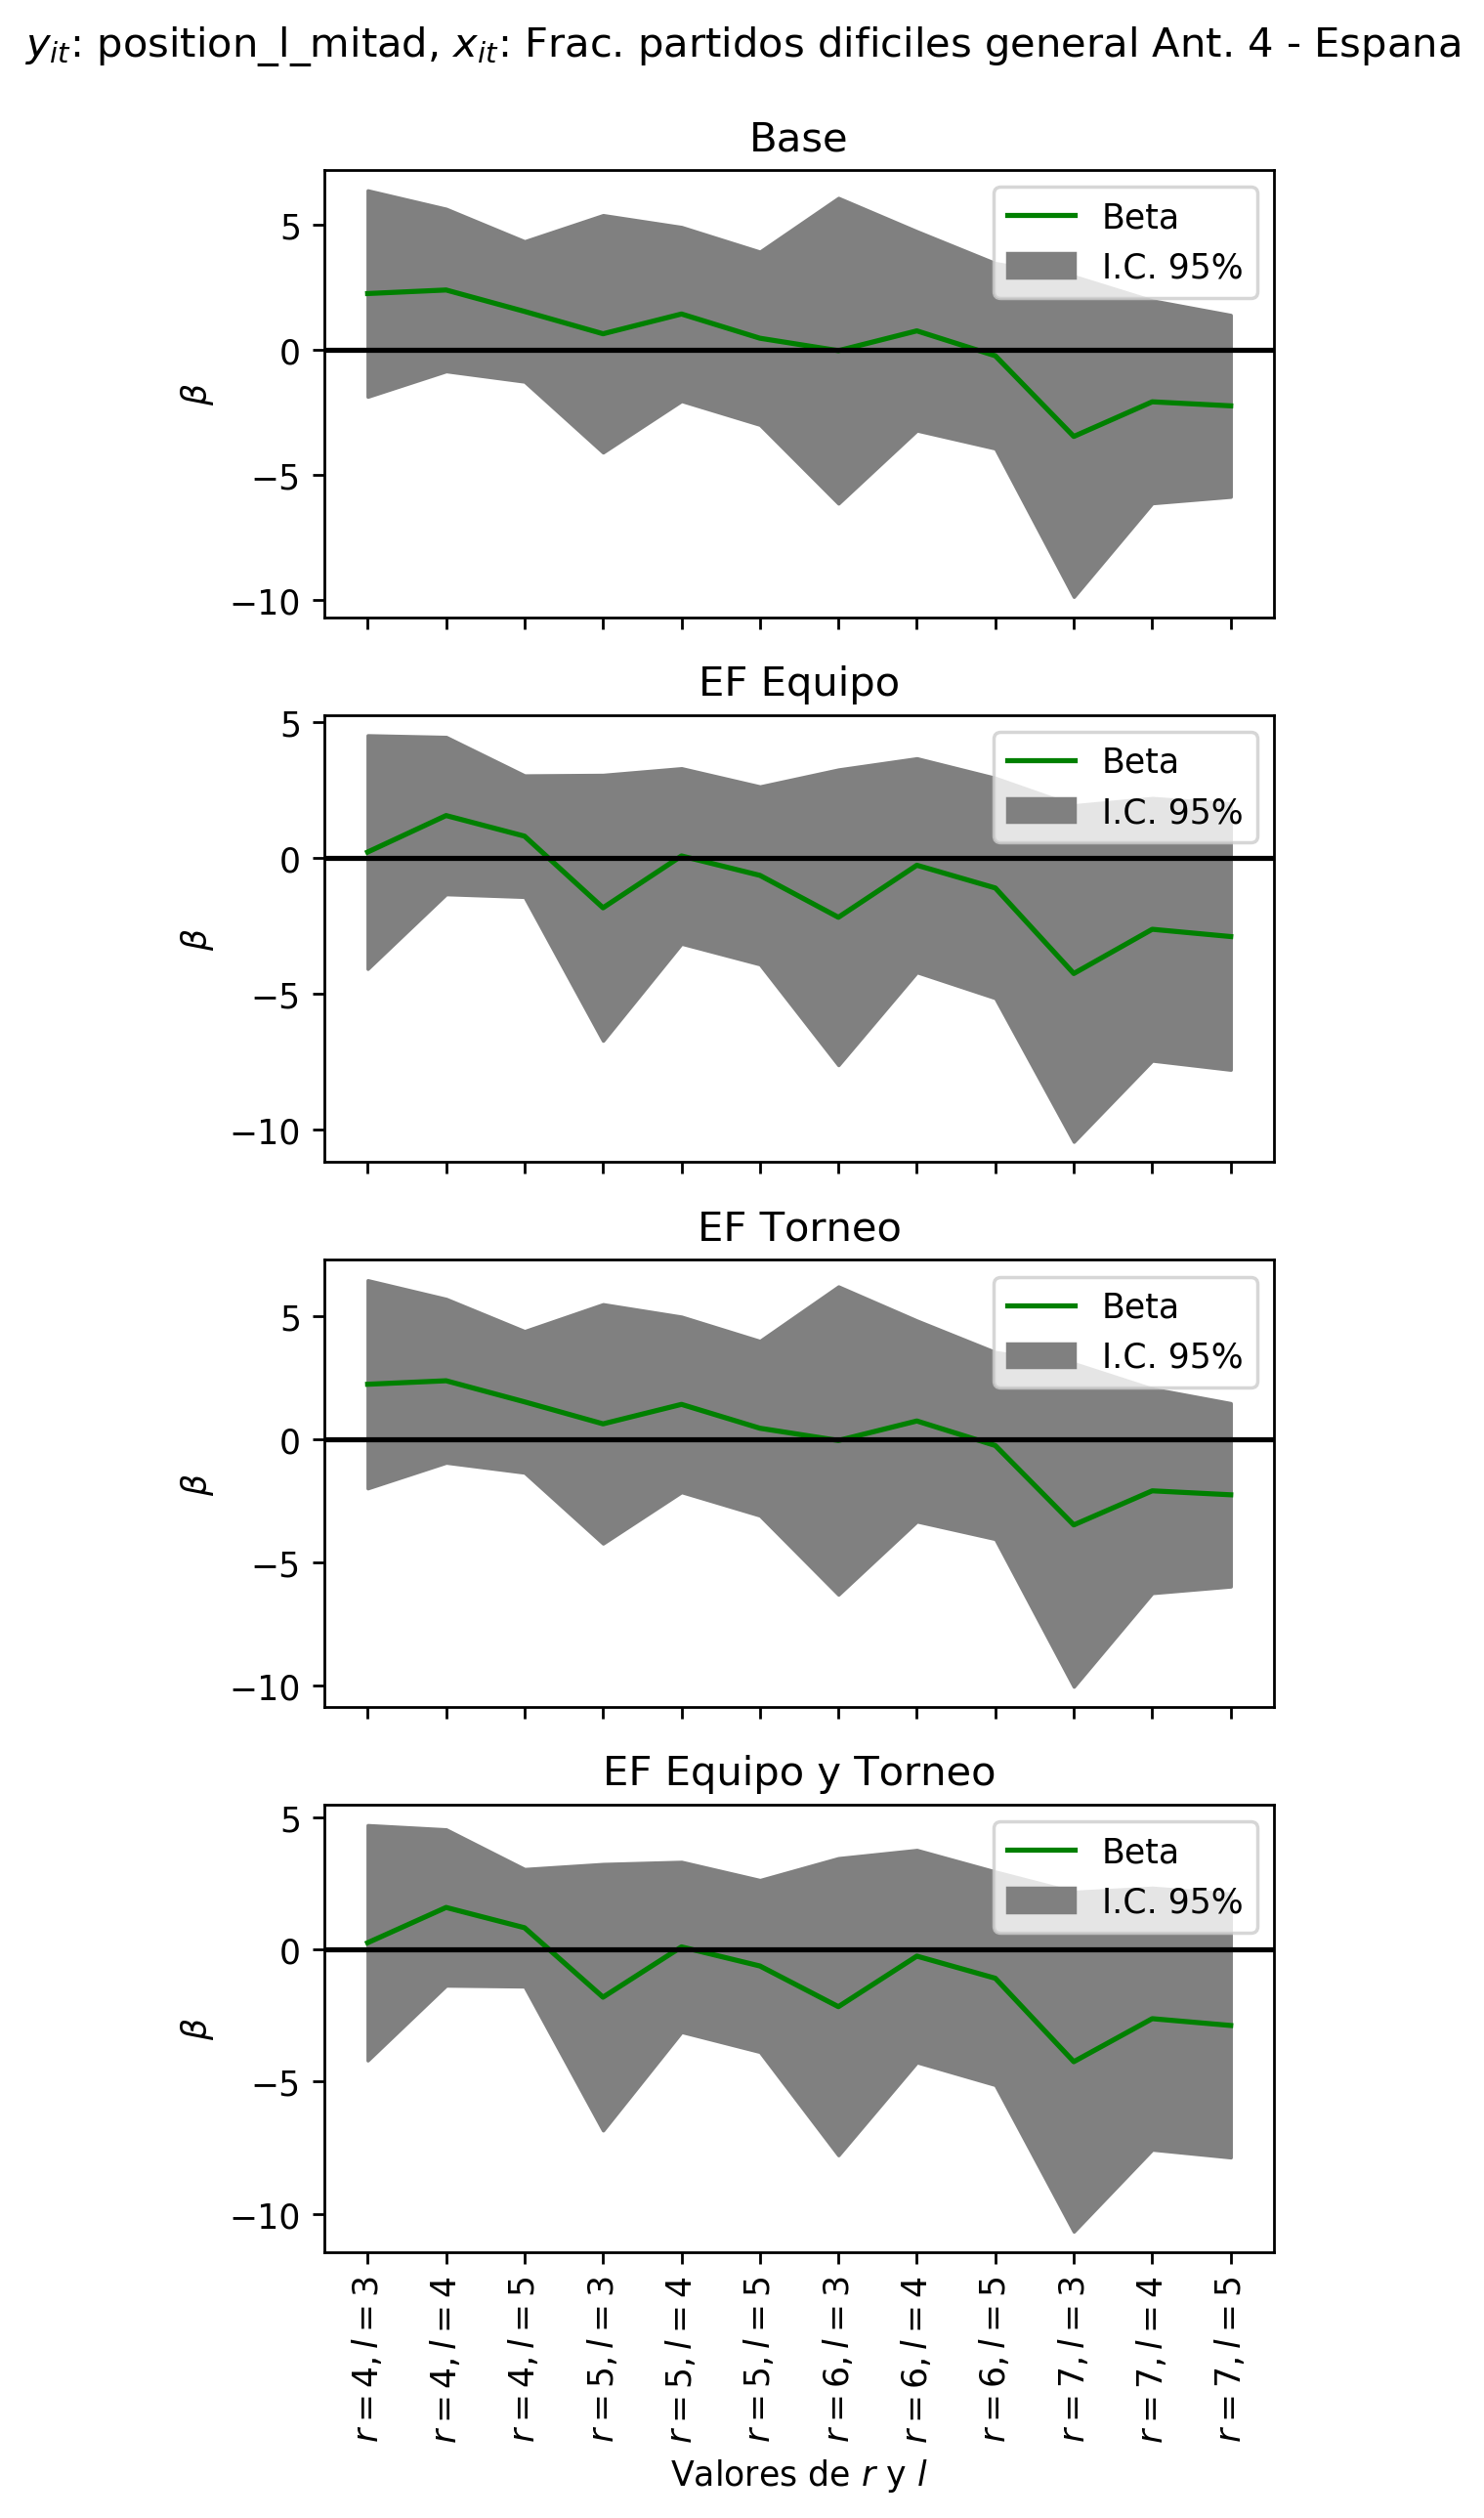 y_it: position_l_mitad, x_it: Frac. partidos dificiles general Ant. 4 - Espana
Base
Beta
I.C. 95%
5
0
−5
−10
β
EF Equipo
Beta
I.C. 95%
5
0
−5
−10
β
EF Torneo
Beta
I.C. 95%
5
0
−5
−10
β
EF Equipo y Torneo
Beta
I.C. 95%
5
0
−5
−10
β
r = 4, l = 3
r = 4, l = 4
r = 4, l = 5
r = 5, l = 3
r = 5, l = 4
r = 5, l = 5
r = 6, l = 3
r = 6, l = 4
r = 6, l = 5
r = 7, l = 3
r = 7, l = 4
r = 7, l = 5
Valores de r y l